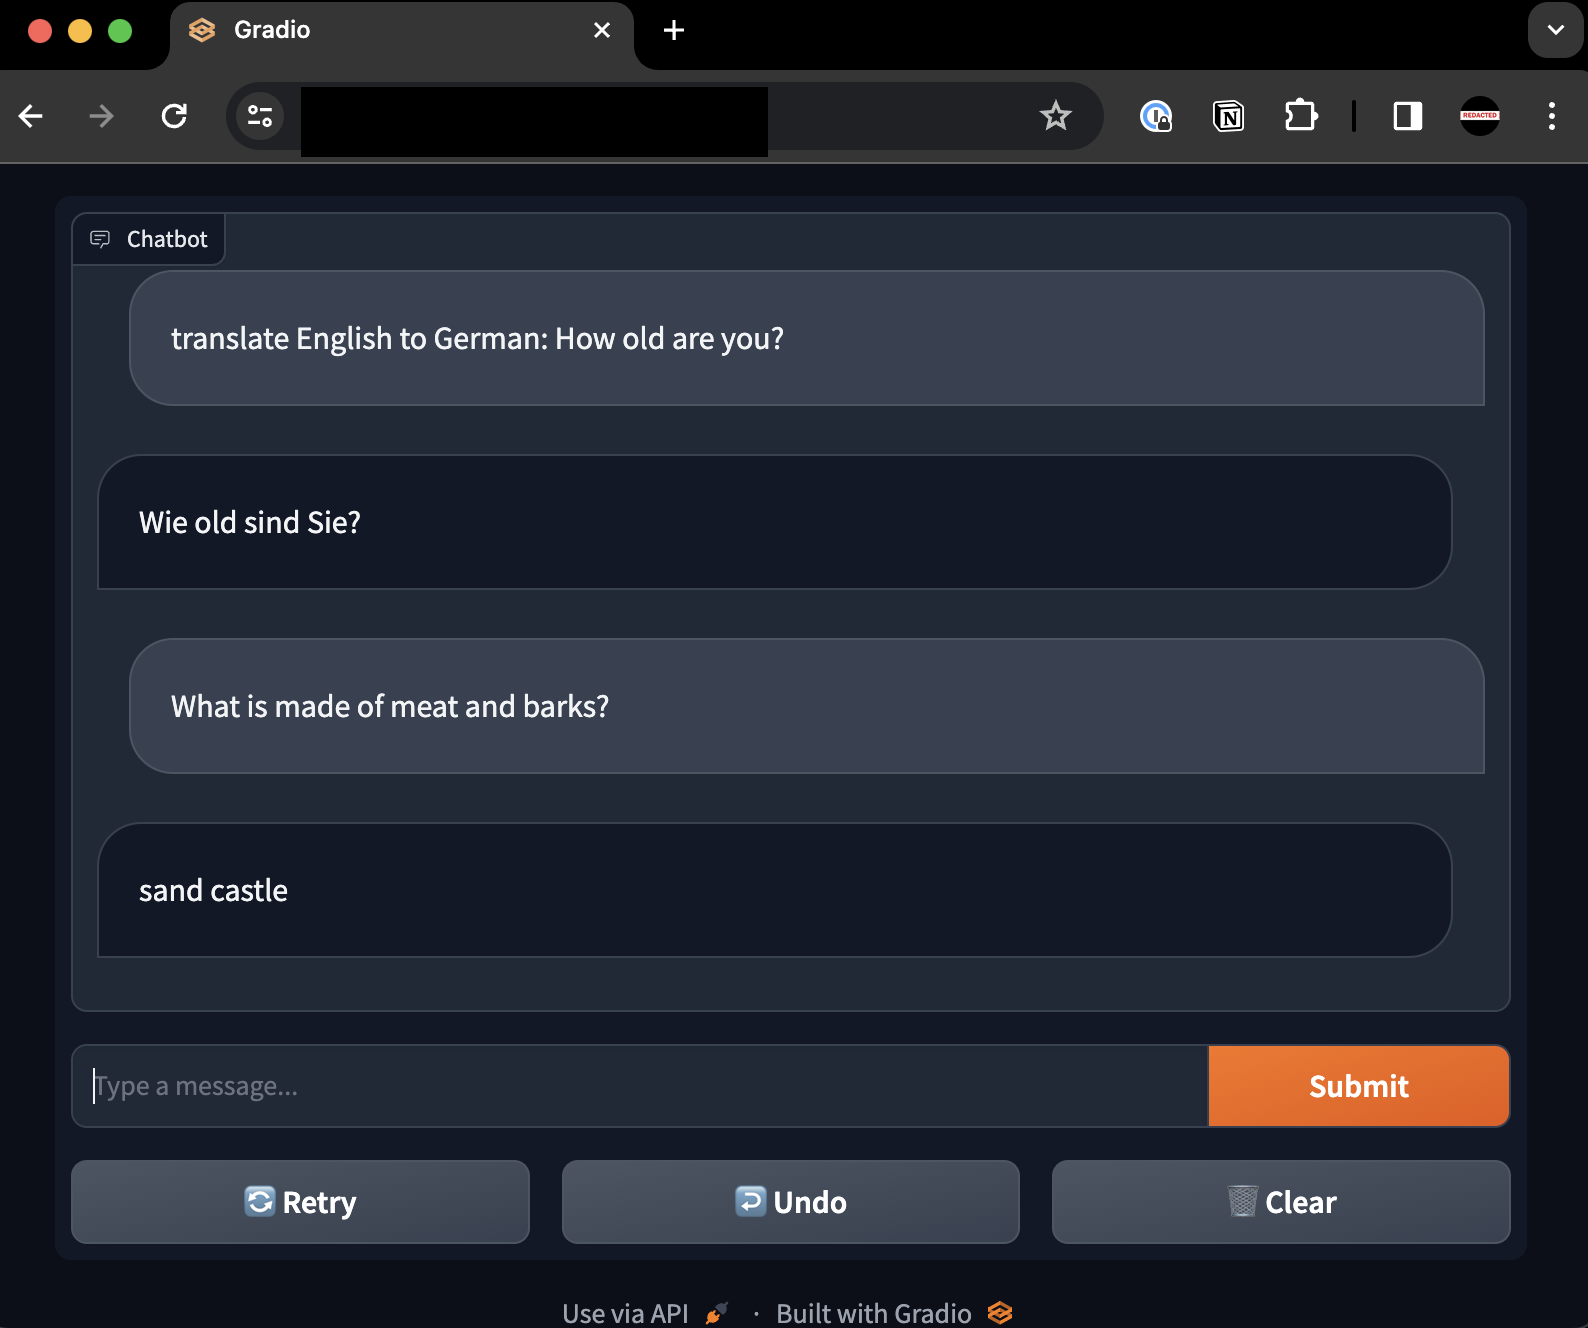 Gradio
REDACTED
Chatbot
translate English to German: How old are you?
Wie old sind Sie?
What is made of meat and barks?
sand castle
Type a message...
Submit
Retry
Undo
Clear
Use via API · Built with Gradio